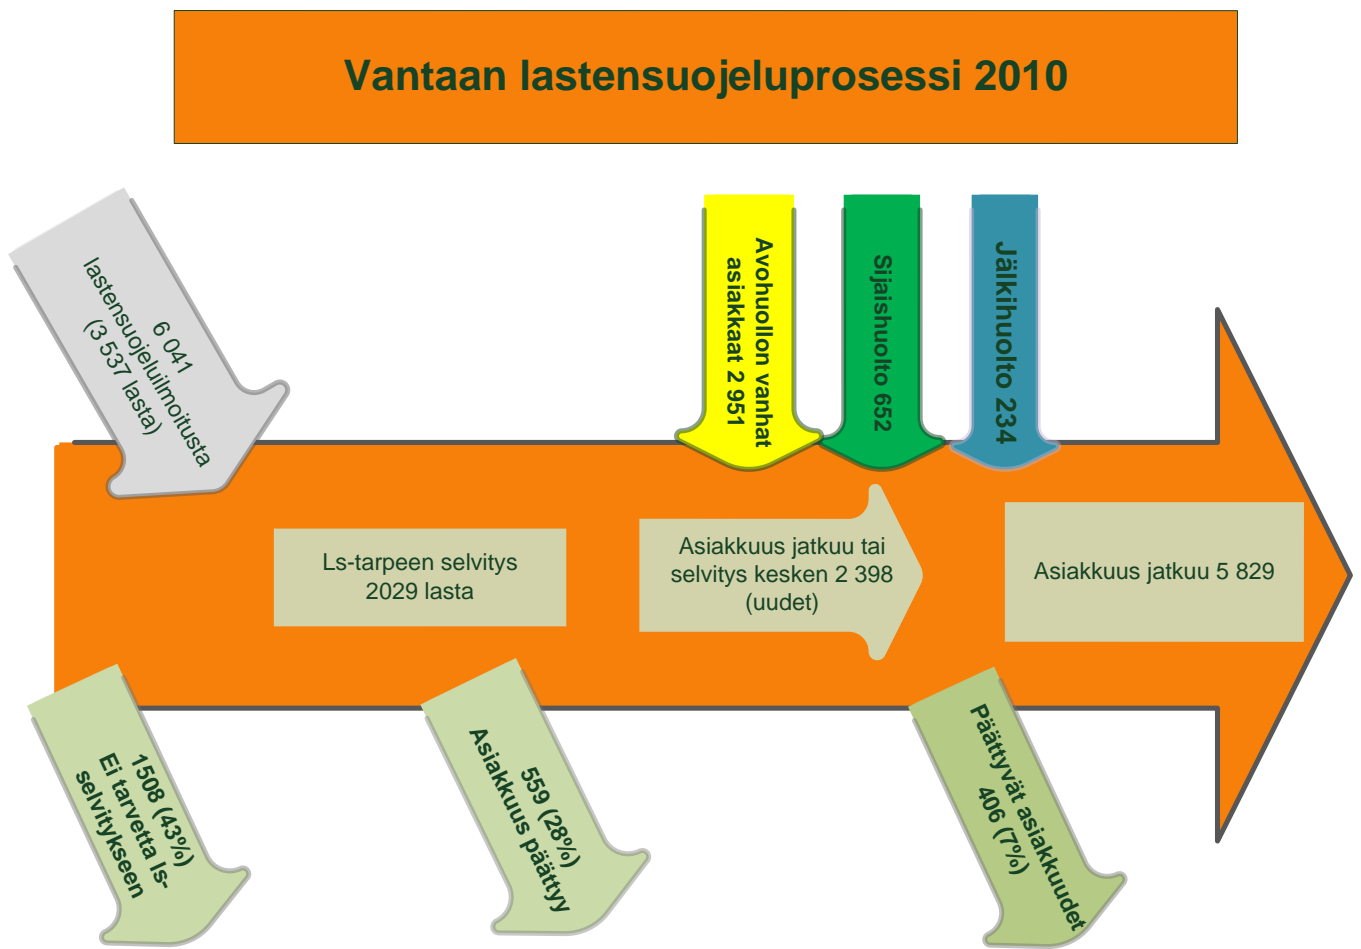 Vantaan lastensuojeluprosessi 2010
6 041
lastensuojeluilmoitusta
(3 537 lasta)
Avohuollon vanhat
asiakkaat 2 951
Sijaishuolto 652
Jälkihuolto 234
Ls-tarpeen selvitys
2029 lasta
Asiakkuus jatkuu tai
selvitys kesken 2 398
(uudet)
Asiakkuus jatkuu 5 829
1508 (43%)
Ei tarvetta ls-
selvitykseen
559 (28%)
Asiakkuus päättyy
Päättyvät asiakkuudet
406 (7%)